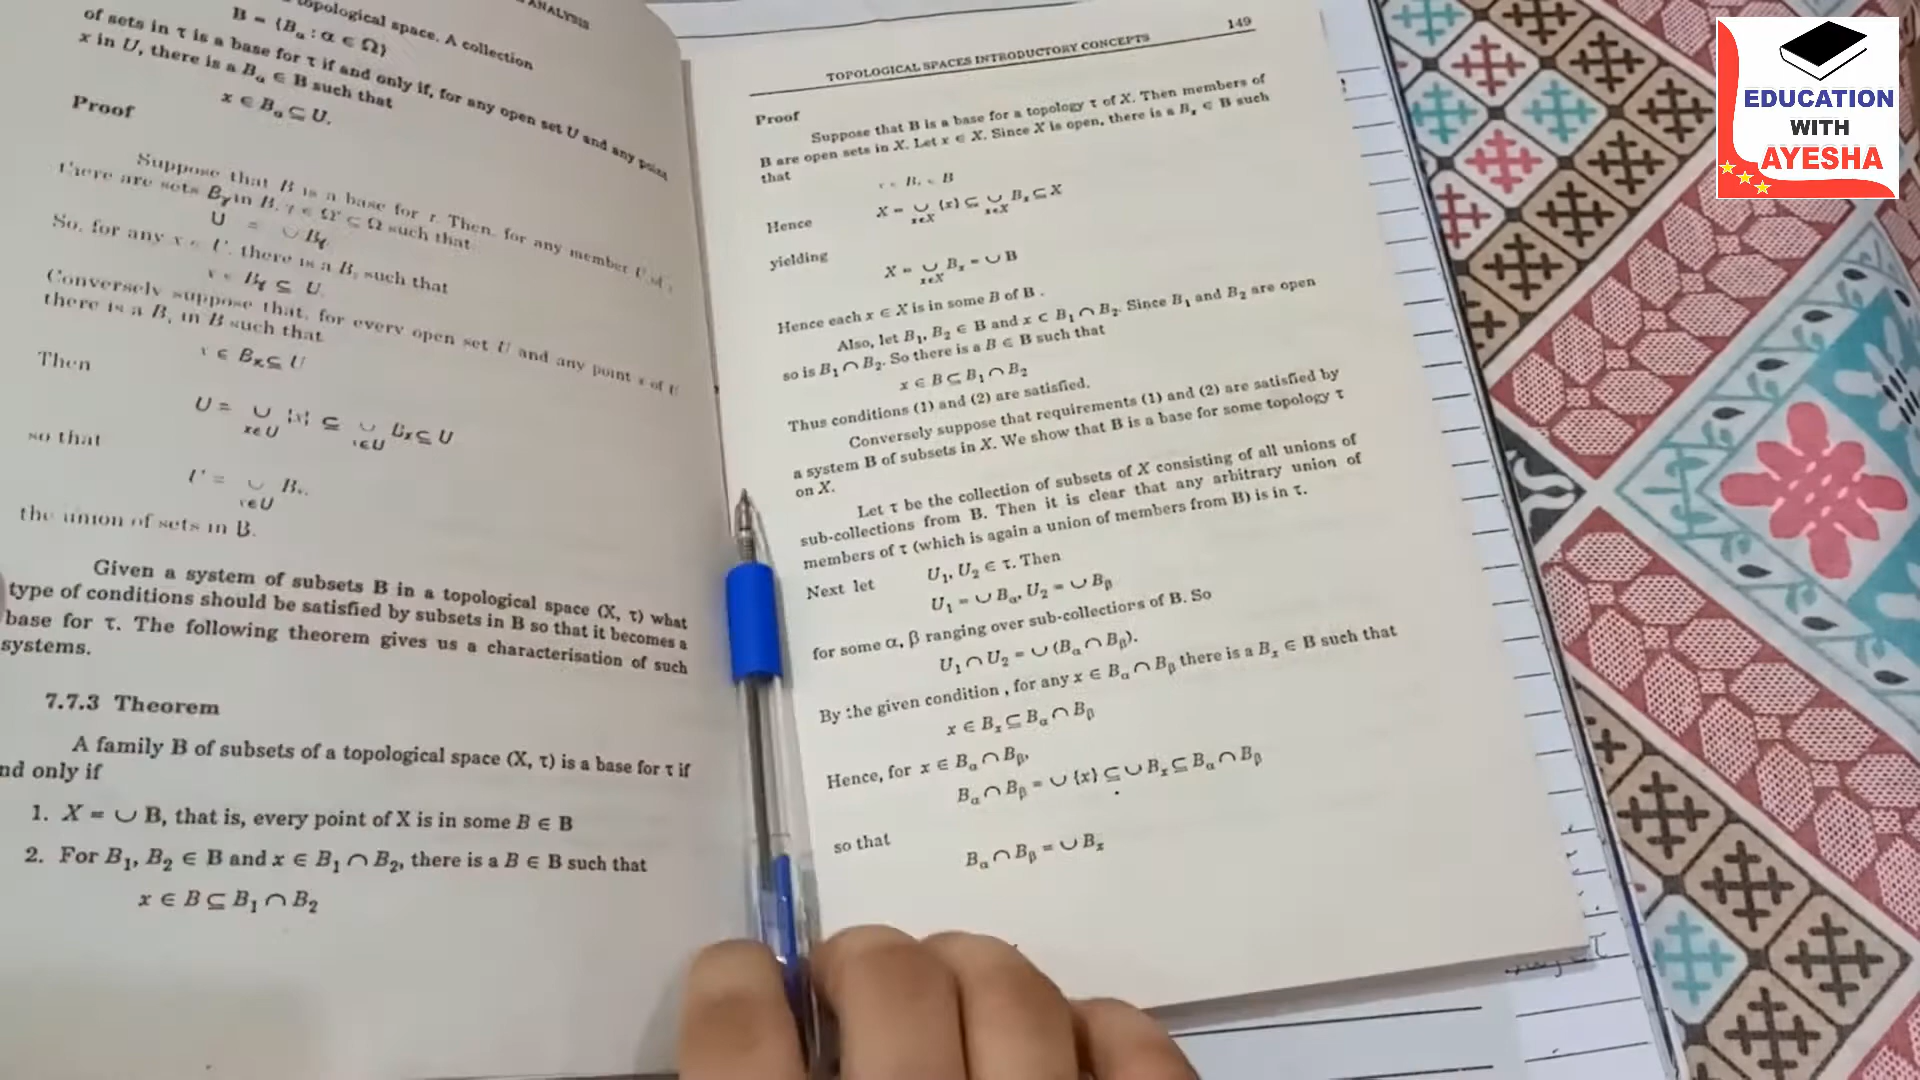 ANALYSIS
topological space. A collection
B = {Bα : α ∈ Ω}
of sets in τ is a base for τ if and only if, for any open set U and any point
x in U, there is a Bα ∈ B such that
x ∈ Bα ⊆ U.
Proof
Suppose that B is a base for τ. Then, for any member U of τ,
there are sets Bγ in B, γ ∈ Ω' ⊂ Ω such that
U = ∪ Bγ
So, for any x ∈ U, there is a Bγ such that
x ∈ Bγ ⊆ U.
Conversely suppose that, for every open set U and any point x of U
there is a Bx in B such that
x ∈ Bx ⊆ U
Then
U = ∪ {x} ⊆ ∪ Bx ⊆ U
x∈U x∈U
so that
U = ∪ Bx,
x∈U
the union of sets in B.
Given a system of subsets B in a topological space (X, τ) what
type of conditions should be satisfied by subsets in B so that it becomes a
base for τ. The following theorem gives us a characterisation of such
systems.
7.7.3 Theorem
A family B of subsets of a topological space (X, τ) is a base for τ if
nd only if
1. X = ∪ B, that is, every point of X is in some B ∈ B
2. For B₁, B₂ ∈ B and x ∈ B₁ ∩ B₂, there is a B ∈ B such that
x ∈ B ⊆ B₁ ∩ B₂
149
TOPOLOGICAL SPACES INTRODUCTORY CONCEPTS
Proof
Suppose that B is a base for a topology τ of X. Then members of
B are open sets in X. Let x ∈ X. Since X is open, there is a Bx ∈ B such
that
B
Hence X = ∪ {x} ⊆ ∪ Bx ⊆ X
x∈X x∈X
yielding
X = ∪ Bx = ∪ B
x∈X
Hence each x ∈ X is in some B of B .
Also, let B₁, B₂ ∈ B and x ⊂ B₁ ∩ B₂. Since B₁ and B₂ are open
so is B₁ ∩ B₂. So there is a B ∈ B such that
x ∈ B ⊆ B₁ ∩ B₂
Thus conditions (1) and (2) are satisfied.
Conversely suppose that requirements (1) and (2) are satisfied by
a system B of subsets in X. We show that B is a base for some topology τ
on X.
Let τ be the collection of subsets of X consisting of all unions of
sub-collections from B. Then it is clear that any arbitrary union of
members of τ (which is again a union of members from B) is in τ.
Next let U₁, U₂ ∈ τ. Then
U₁ = ∪ Bα, U₂ = ∪ Bβ
for some α, β ranging over sub-collections of B. So
U₁ ∩ U₂ = ∪ (Bα ∩ Bβ).
By the given condition , for any x ∈ Bα ∩ Bβ there is a Bx ∈ B such that
x ∈ Bx ⊆ Bα ∩ Bβ
Hence, for x ∈ Bα ∩ Bβ,
Bα ∩ Bβ = ∪ {x} ⊆ ∪ Bx ⊆ Bα ∩ Bβ
so that
Bα ∩ Bβ = ∪ Bx
EDUCATION
WITH
AYESHA